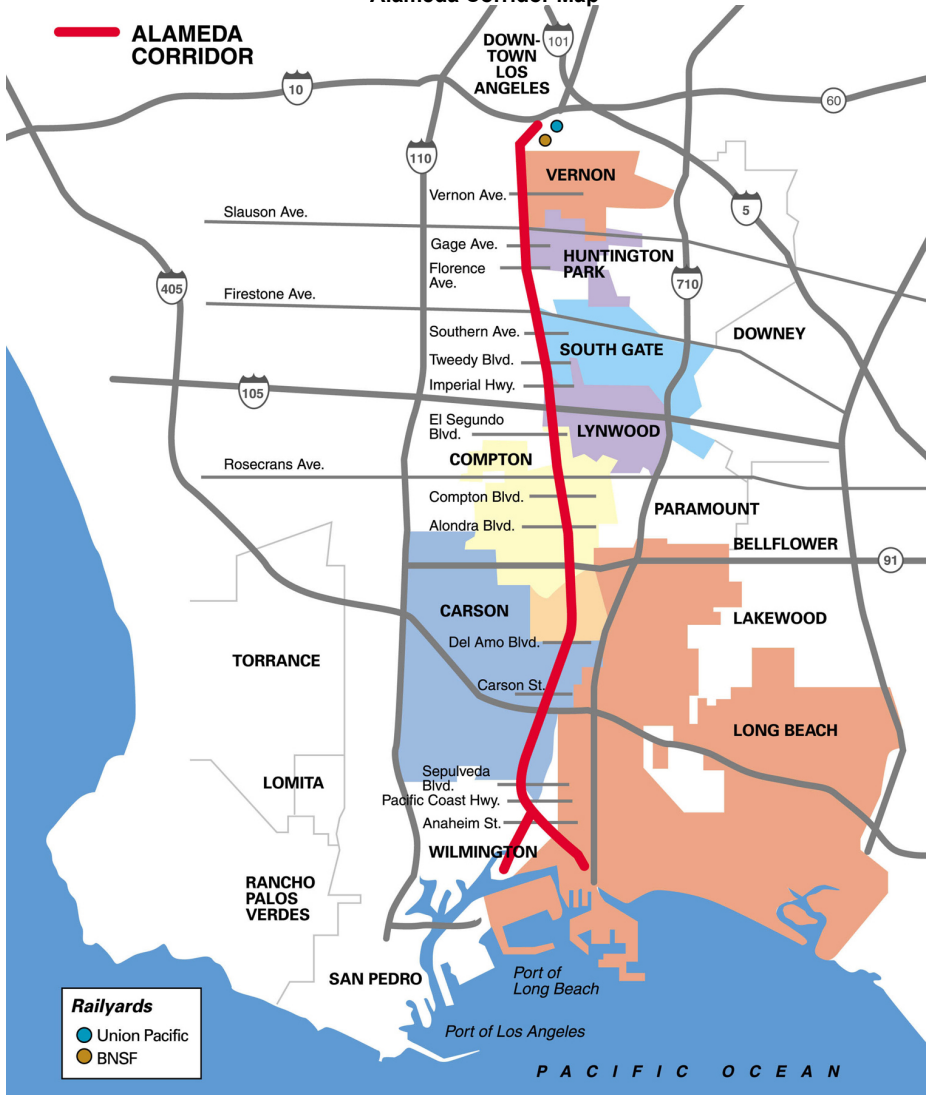 Alameda Corridor Map
ALAMEDA
CORRIDOR
DOWN-
TOWN
LOS
ANGELES
101
10
60
110
VERNON
Vernon Ave.
5
Slauson Ave.
Gage Ave.
HUNTINGTON
PARK
Florence
Ave.
405
710
Firestone Ave.
Southern Ave.
DOWNEY
SOUTH GATE
Tweedy Blvd.
Imperial Hwy.
105
El Segundo
Blvd.
LYNWOOD
COMPTON
Rosecrans Ave.
Compton Blvd.
PARAMOUNT
Alondra Blvd.
BELLFLOWER
91
CARSON
LAKEWOOD
Del Amo Blvd.
TORRANCE
Carson St.
LONG BEACH
Sepulveda
Blvd.
LOMITA
Pacific Coast Hwy.
Anaheim St.
WILMINGTON
RANCHO
PALOS
VERDES
SAN PEDRO
Port of
Long Beach
Railyards
Union Pacific
BNSF
Port of Los Angeles
PACIFIC OCEAN